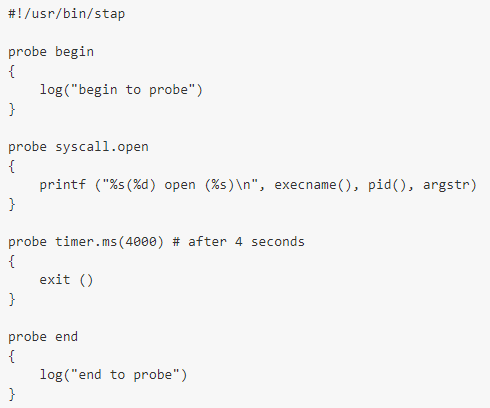 #!/usr/bin/stap

probe begin
{
    log("begin to probe")
}

probe syscall.open
{
    printf ("%s(%d) open (%s)\n", execname(), pid(), argstr)
}

probe timer.ms(4000) # after 4 seconds
{
    exit ()
}

probe end
{
    log("end to probe")
}